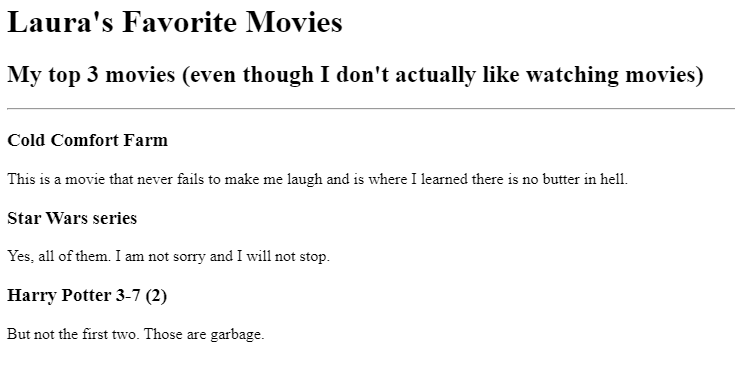 Laura's Favorite Movies
My top 3 movies (even though I don't actually like watching movies)
Cold Comfort Farm
This is a movie that never fails to make me laugh and is where I learned there is no butter in hell.
Star Wars series
Yes, all of them. I am not sorry and I will not stop.
Harry Potter 3-7 (2)
But not the first two. Those are garbage.